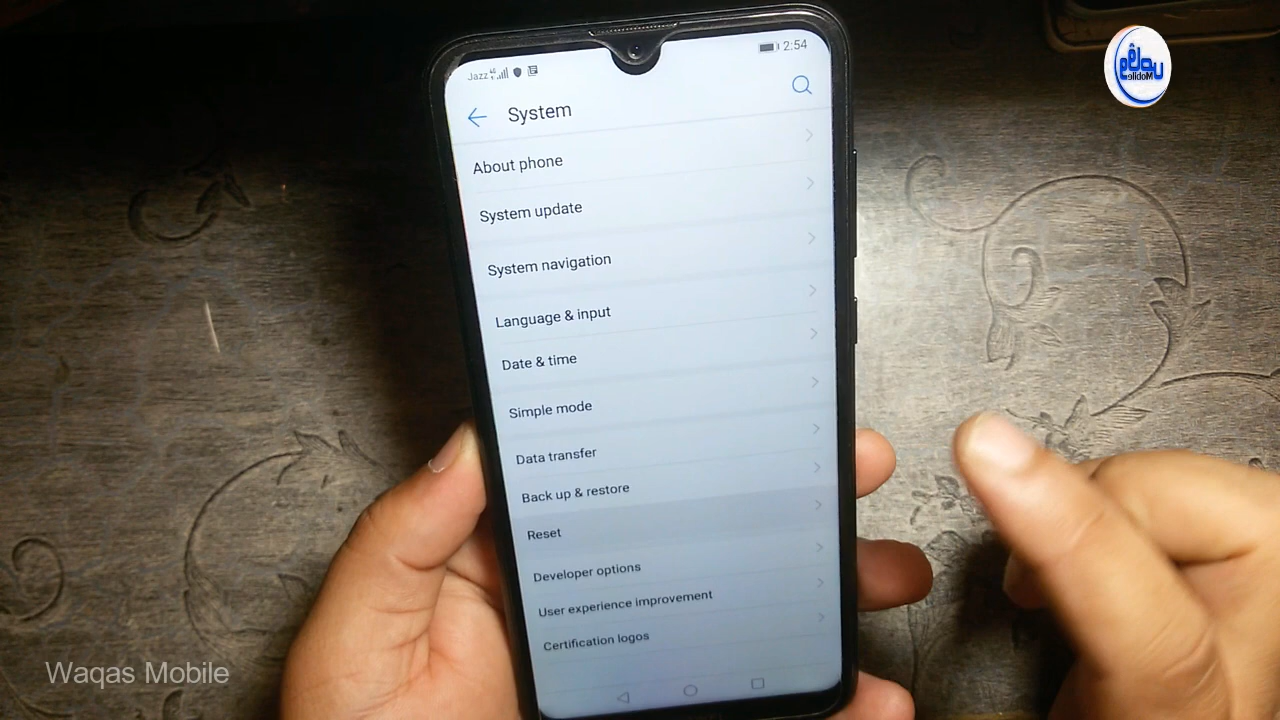 Jazz 2:54
System
About phone
System update
System navigation
Language & input
Date & time
Simple mode
Data transfer
Back up & restore
Reset
Developer options
User experience improvement
Certification logos
Waqas Mobile
Mobile